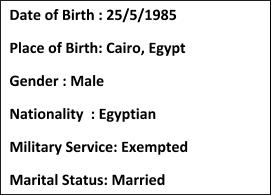 Date of Birth : 25/5/1985
Place of Birth: Cairo, Egypt
Gender : Male
Nationality  : Egyptian
Military Service: Exempted
Marital Status: Married